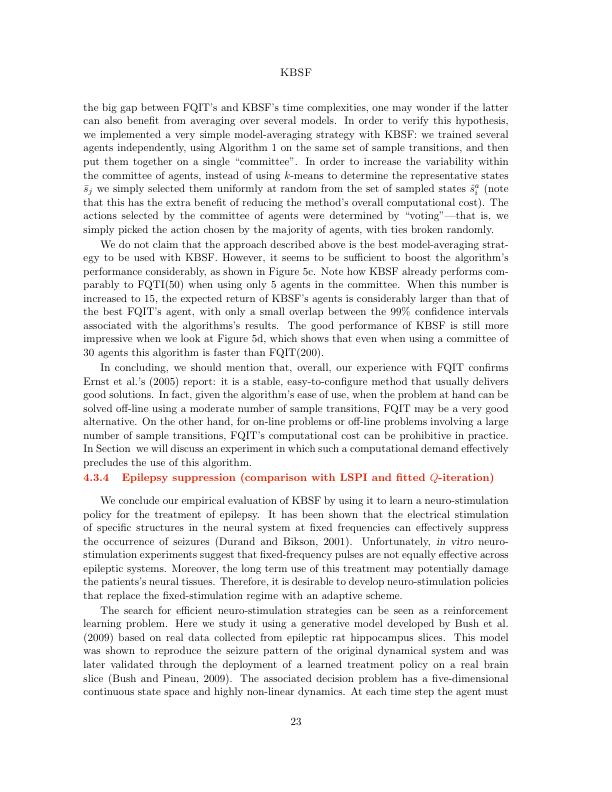 KBSF
the big gap between FQIT's and KBSF's time complexities, one may wonder if the latter
can also benefit from averaging over several models. In order to verify this hypothesis,
we implemented a very simple model-averaging strategy with KBSF: we trained several
agents independently, using Algorithm 1 on the same set of sample transitions, and then
put them together on a single “committee”. In order to increase the variability within
the committee of agents, instead of using k-means to determine the representative states
s̄ⱼ we simply selected them uniformly at random from the set of sampled states ŝᵢᵃ (note
that this has the extra benefit of reducing the method's overall computational cost). The
actions selected by the committee of agents were determined by “voting”—that is, we
simply picked the action chosen by the majority of agents, with ties broken randomly.
We do not claim that the approach described above is the best model-averaging strat-
egy to be used with KBSF. However, it seems to be sufficient to boost the algorithm's
performance considerably, as shown in Figure 5c. Note how KBSF already performs com-
parably to FQTI(50) when using only 5 agents in the committee. When this number is
increased to 15, the expected return of KBSF's agents is considerably larger than that of
the best FQIT's agent, with only a small overlap between the 99% confidence intervals
associated with the algorithms's results. The good performance of KBSF is still more
impressive when we look at Figure 5d, which shows that even when using a committee of
30 agents this algorithm is faster than FQIT(200).
In concluding, we should mention that, overall, our experience with FQIT confirms
Ernst et al.'s (2005) report: it is a stable, easy-to-configure method that usually delivers
good solutions. In fact, given the algorithm's ease of use, when the problem at hand can be
solved off-line using a moderate number of sample transitions, FQIT may be a very good
alternative. On the other hand, for on-line problems or off-line problems involving a large
number of sample transitions, FQIT's computational cost can be prohibitive in practice.
In Section we will discuss an experiment in which such a computational demand effectively
precludes the use of this algorithm.
4.3.4 Epilepsy suppression (comparison with LSPI and fitted Q-iteration)
We conclude our empirical evaluation of KBSF by using it to learn a neuro-stimulation
policy for the treatment of epilepsy. It has been shown that the electrical stimulation
of specific structures in the neural system at fixed frequencies can effectively suppress
the occurrence of seizures (Durand and Bikson, 2001). Unfortunately, in vitro neuro-
stimulation experiments suggest that fixed-frequency pulses are not equally effective across
epileptic systems. Moreover, the long term use of this treatment may potentially damage
the patients's neural tissues. Therefore, it is desirable to develop neuro-stimulation policies
that replace the fixed-stimulation regime with an adaptive scheme.
The search for efficient neuro-stimulation strategies can be seen as a reinforcement
learning problem. Here we study it using a generative model developed by Bush et al.
(2009) based on real data collected from epileptic rat hippocampus slices. This model
was shown to reproduce the seizure pattern of the original dynamical system and was
later validated through the deployment of a learned treatment policy on a real brain
slice (Bush and Pineau, 2009). The associated decision problem has a five-dimensional
continuous state space and highly non-linear dynamics. At each time step the agent must
23